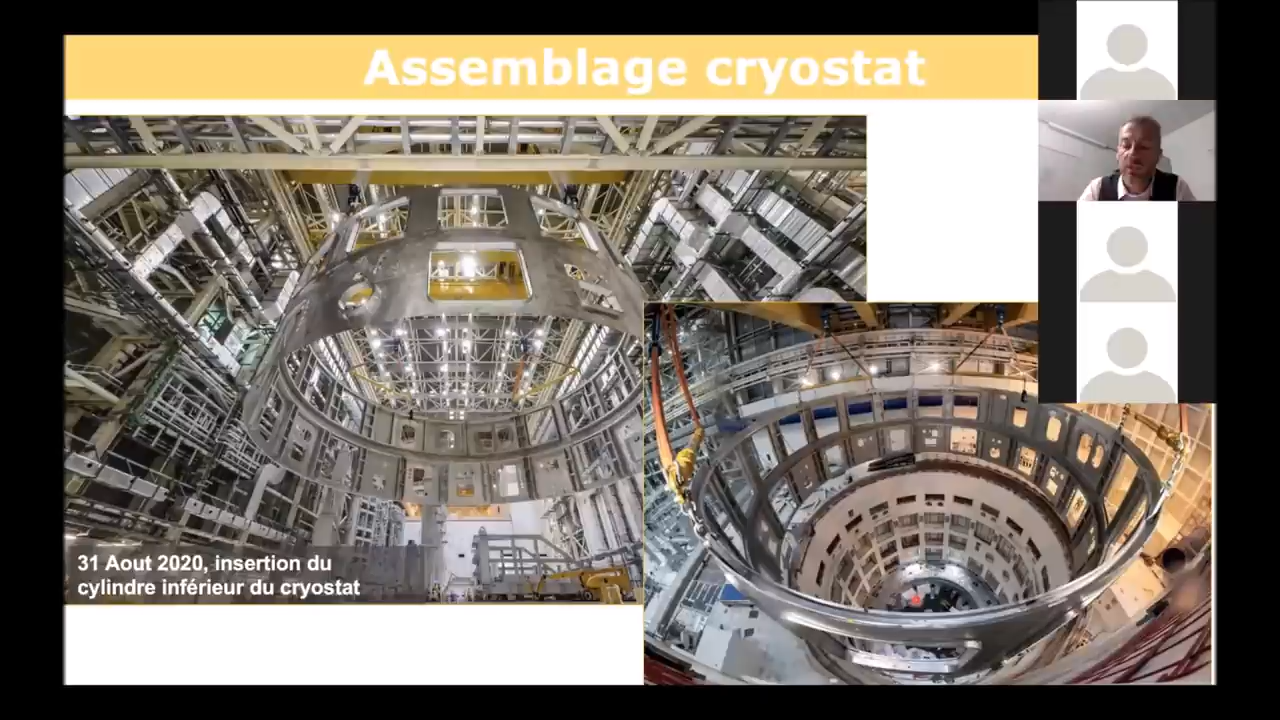 Assemblage cryostat
31 Aout 2020, insertion du
cylindre inférieur du cryostat